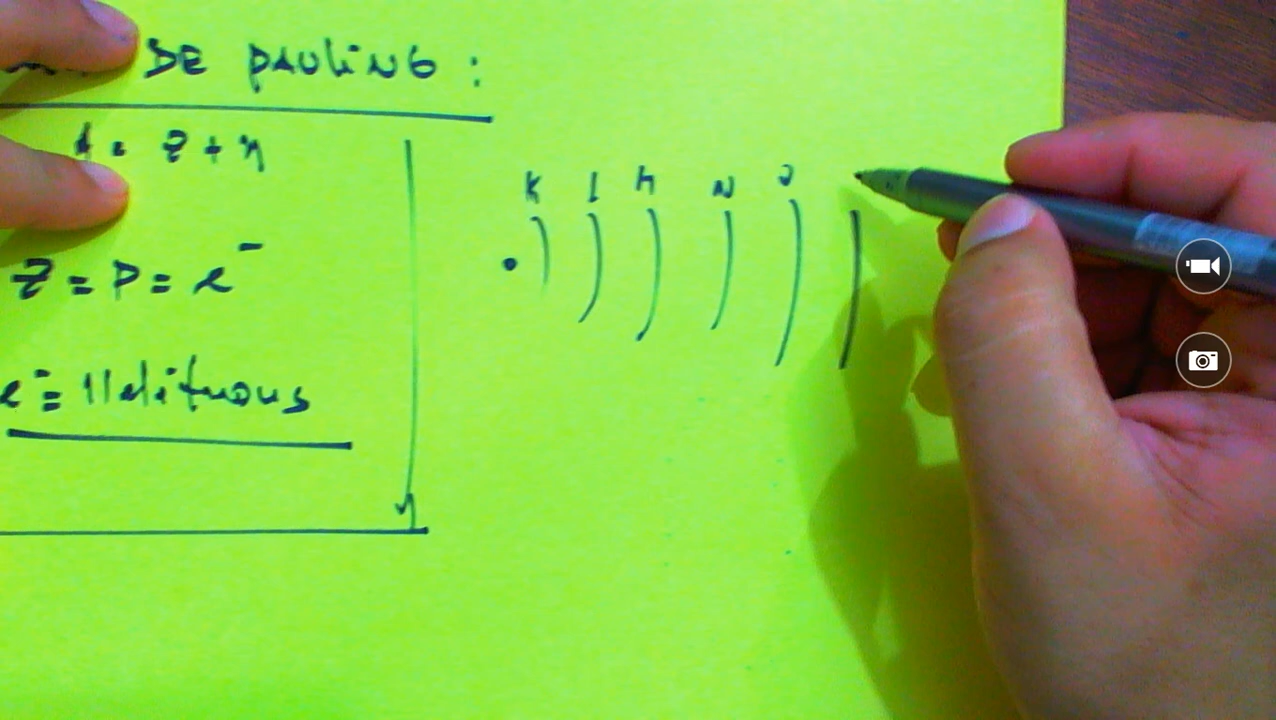 DE PAULING :
A = Z + n
K L M N O
Z = P = e⁻
e⁻ = 11 elétrons